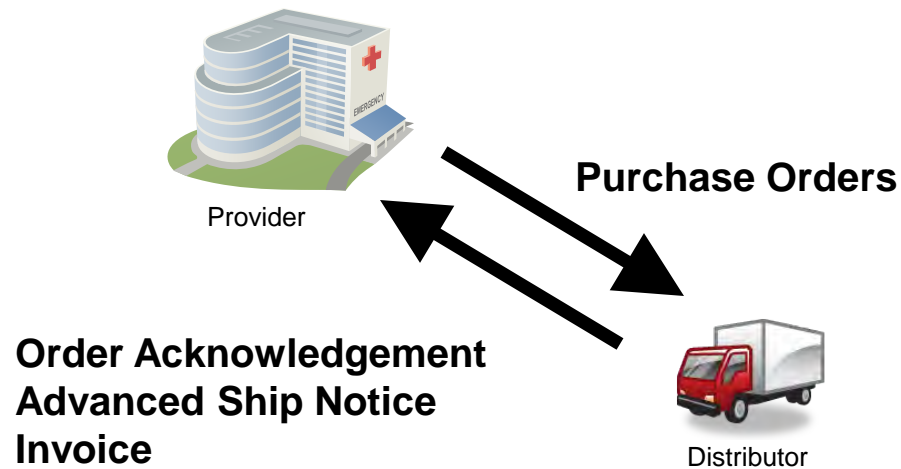 EMERGENCY
Provider
Purchase Orders
Order Acknowledgement
Advanced Ship Notice
Invoice
Distributor